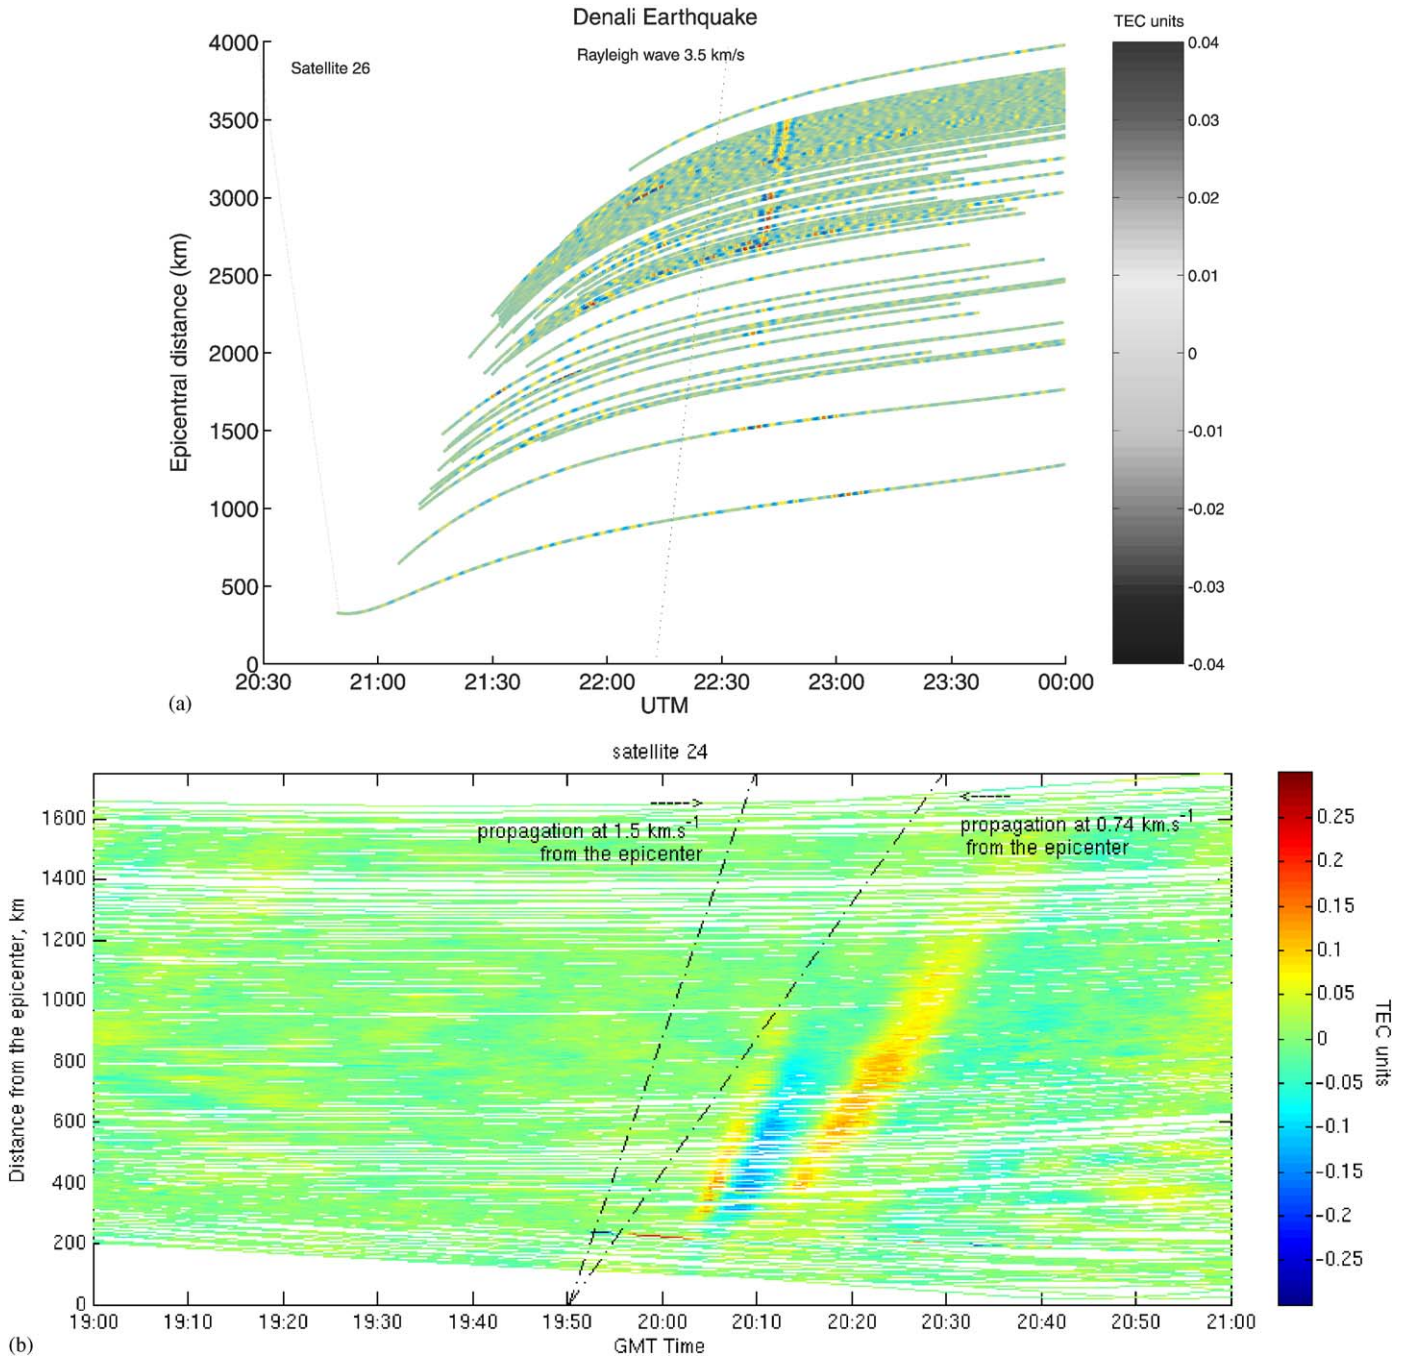 Denali Earthquake
TEC units
Satellite 26
Rayleigh wave 3.5 km/s
4000
3500
3000
2500
2000
1500
1000
500
0
Epicentral distance (km)
20:30 21:00 21:30 22:00 22:30 23:00 23:30 00:00
UTM
0.04
0.03
0.02
0.01
0
-0.01
-0.02
-0.03
-0.04
(a)
satellite 24
propagation at 1.5 km.s-1
from the epicenter
propagation at 0.74 km.s-1
from the epicenter
1600
1400
1200
1000
800
600
400
200
0
Distance from the epicenter, km
19:00 19:10 19:20 19:30 19:40 19:50 20:00 20:10 20:20 20:30 20:40 20:50 21:00
GMT Time
0.25
0.2
0.15
0.1
0.05
0
-0.05
-0.1
-0.15
-0.2
-0.25
TEC units
(b)